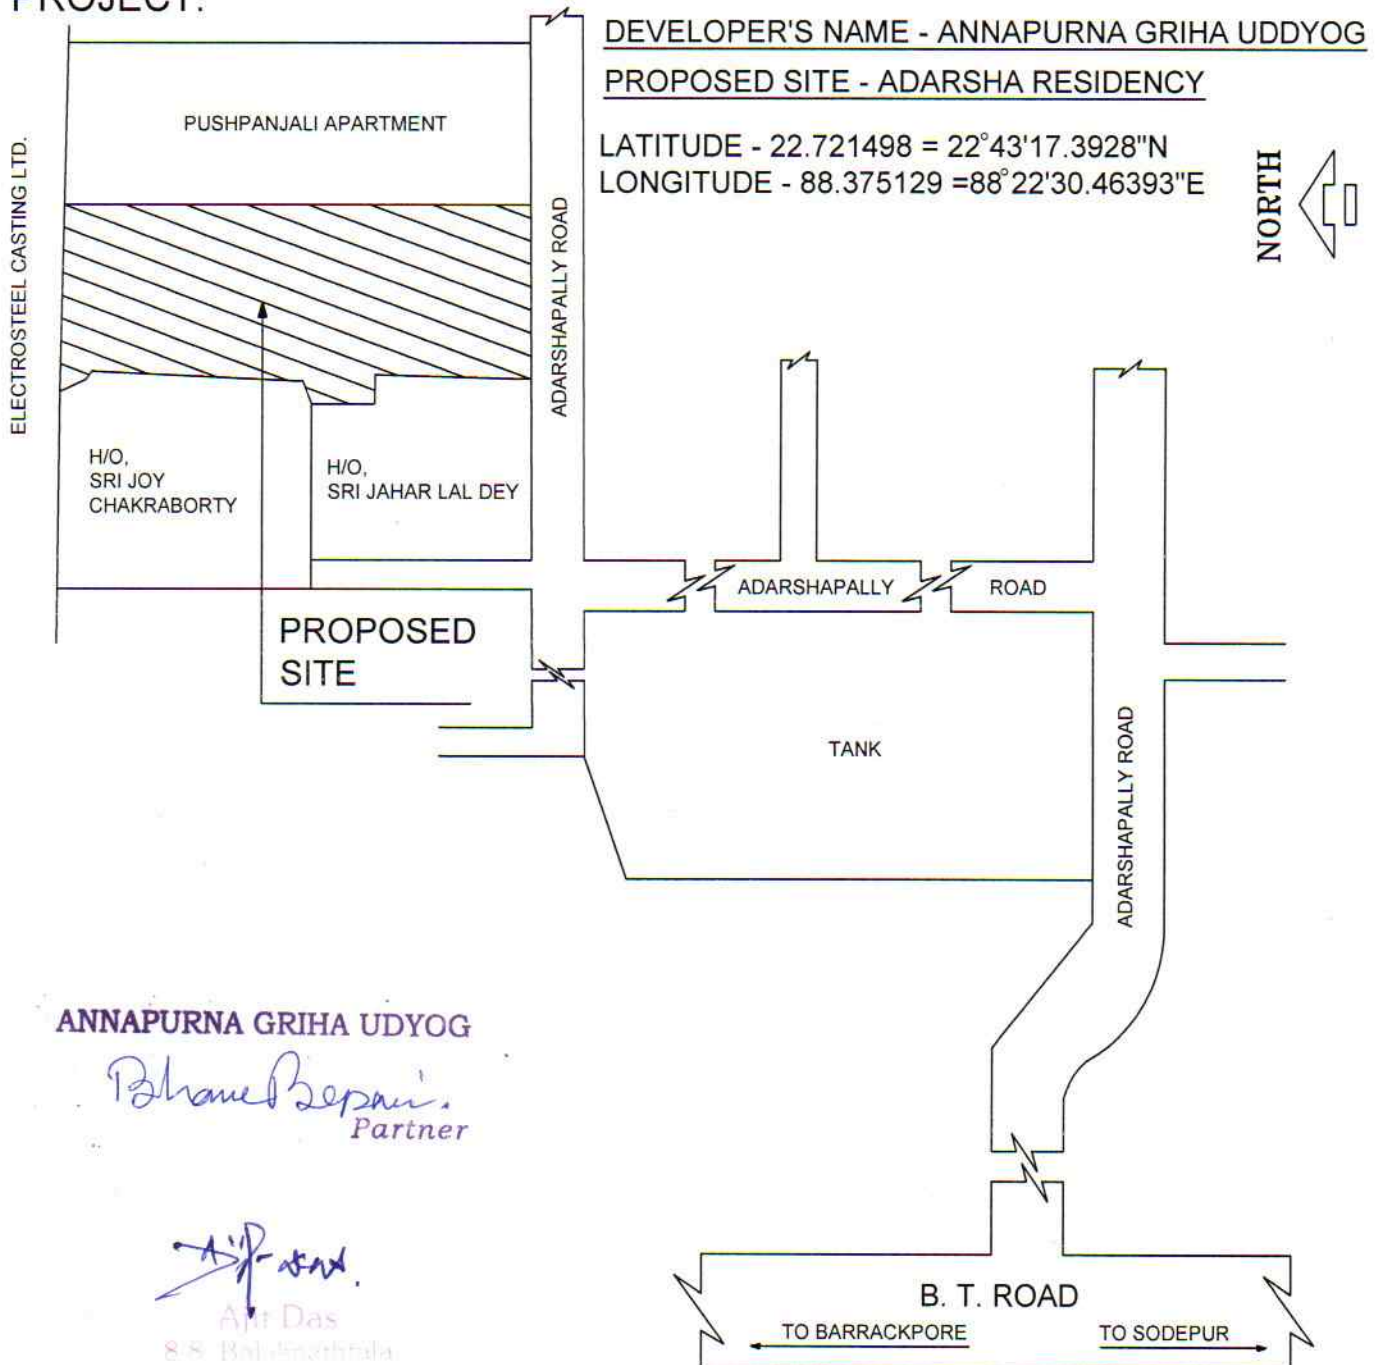 PROJECT:
DEVELOPER'S NAME - ANNAPURNA GRIHA UDDYOG
PROPOSED SITE - ADARSHA RESIDENCY
LATITUDE - 22.721498 = 22°43'17.3928"N
LONGITUDE - 88.375129 =88°22'30.46393"E
NORTH
ELECTROSTEEL CASTING LTD.
PUSHPANJALI APARTMENT
ADARSHAPALLY ROAD
H/O,
SRI JOY
CHAKRABORTY
H/O,
SRI JAHAR LAL DEY
ADARSHAPALLY ROAD
PROPOSED
SITE
TANK
ADARSHAPALLY ROAD
ANNAPURNA GRIHA UDYOG
Partner
Ajit Das
B. T. ROAD
TO BARRACKPORE
TO SODEPUR